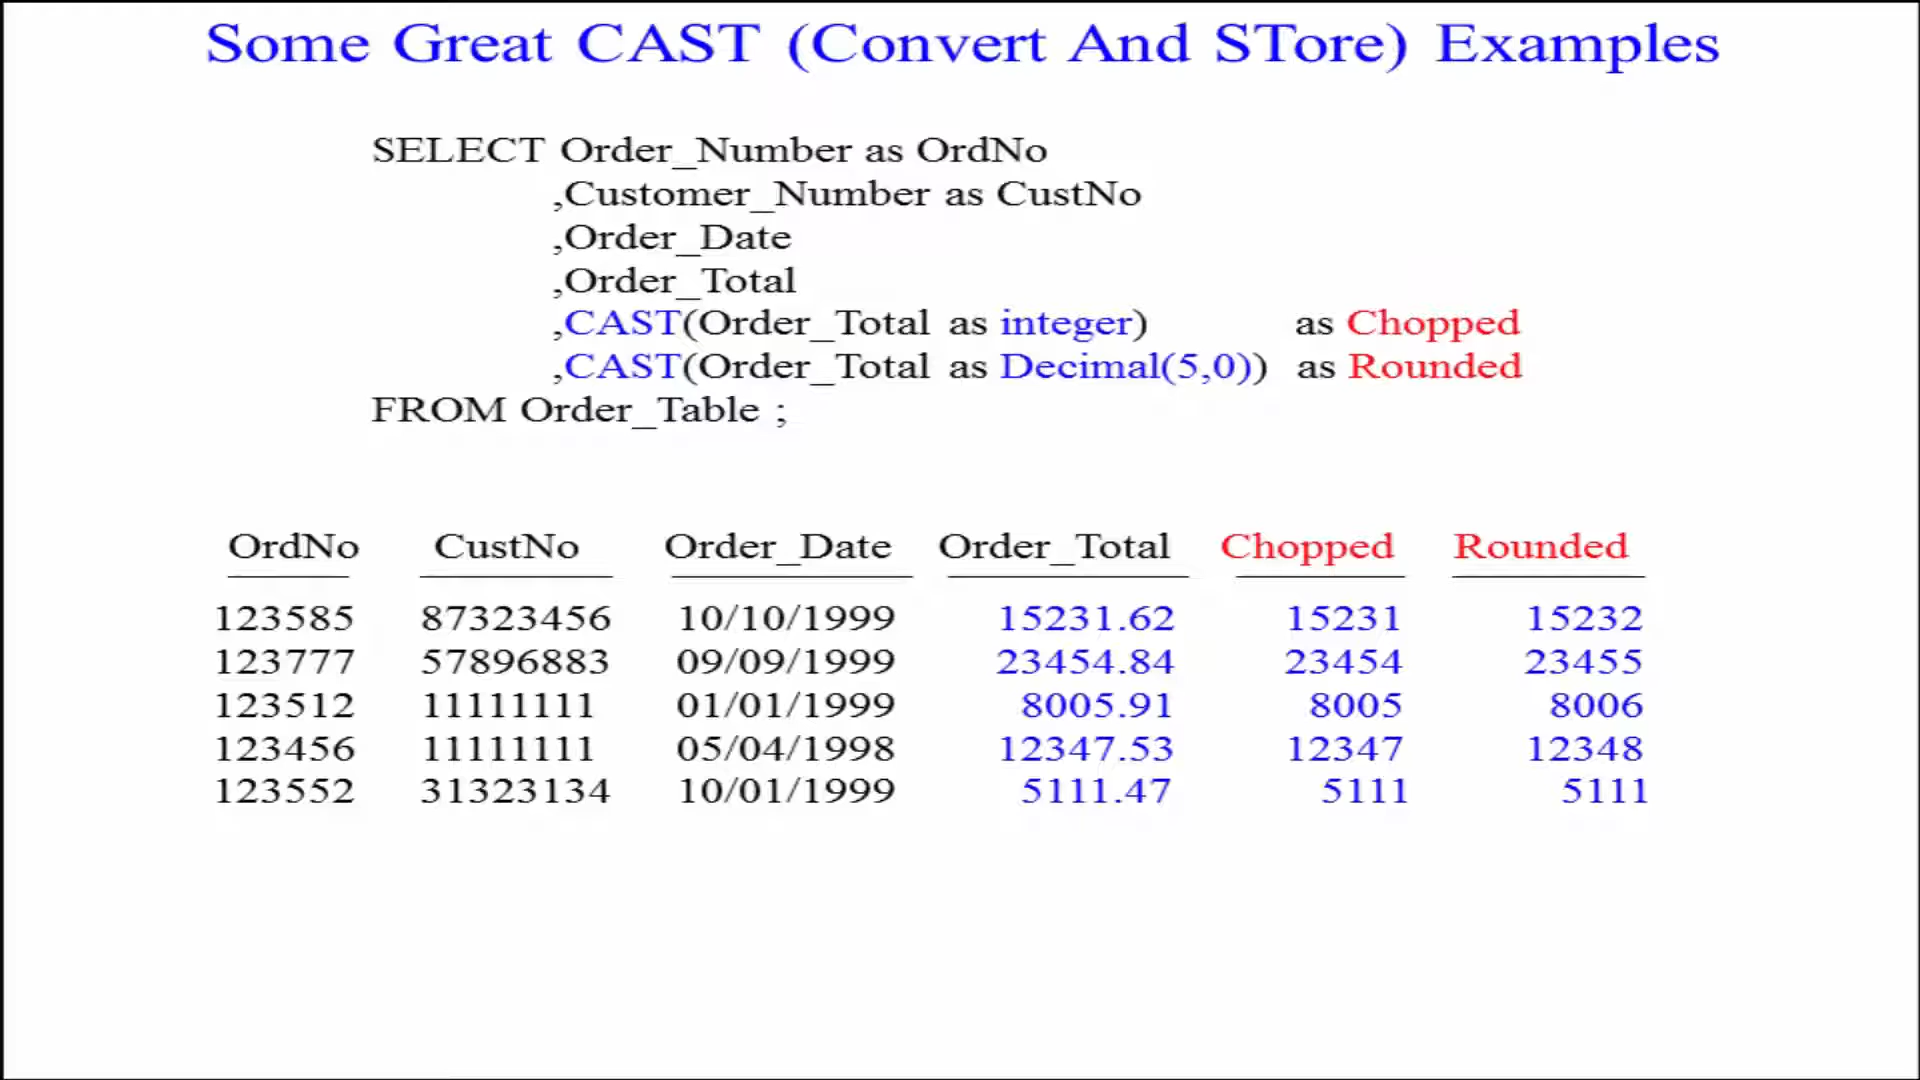 Some Great CAST (Convert And STore) Examples
SELECT Order_Number as OrdNo
,Customer_Number as CustNo
,Order_Date
,Order_Total
,CAST(Order_Total as integer) as Chopped
,CAST(Order_Total as Decimal(5,0)) as Rounded
FROM Order_Table ;
OrdNo CustNo Order_Date Order_Total Chopped Rounded
123585 87323456 10/10/1999 15231.62 15231 15232
123777 57896883 09/09/1999 23454.84 23454 23455
123512 11111111 01/01/1999 8005.91 8005 8006
123456 11111111 05/04/1998 12347.53 12347 12348
123552 31323134 10/01/1999 5111.47 5111 5111